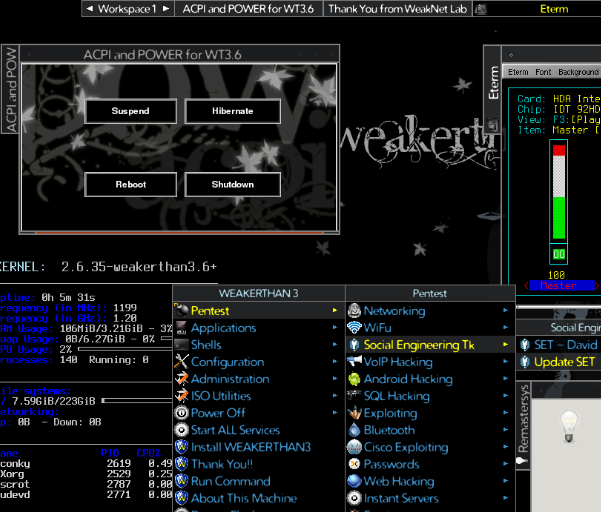 Workspace 1
ACPI and POWER for WT3.6
Thank You from WeakNet Lab
Eterm
ACPI and POWER for WT3.6
ACPI and POW
Suspend
Hibernate
Reboot
Shutdown
weakerth
Eterm
Eterm Font Background
Card: HDA Inte
Chip: IDT 92HD
View: F3:[Play
Item: Master [
00
100
Master
KERNEL: 2.6.35-weakerthan3.6+
0h 5m 31s
requency (in MHz): 1199
requency (in GHz): 1.20
AM Usage: 106MiB/3.21GiB - 3%
wap Usage: 0B/6.27GiB - 0%
PU Usage: 2%
rocesses: 140 Running: 0
ile systems:
/ 7.59GiB/223GiB
etworking:
p: 0B - Down: 0B
ame PID CPU%
conky 2619 0.49
Xorg 2529 0.25
scrot 2787 0.00
udevd 2771 0.00
WEAKERTHAN 3
Pentest
Applications
Shells
Configuration
Administration
ISO Utilities
Power Off
Start ALL Services
Install WEAKERTHAN3
Thank You!!
Run Command
About This Machine
Pentest
Networking
WiFu
Social Engineering Tk
VoIP Hacking
Android Hacking
SQL Hacking
Exploiting
Bluetooth
Cisco Exploiting
Passwords
Web Hacking
Instant Servers
Social Engin
SET - David
Update SET
Remastersys